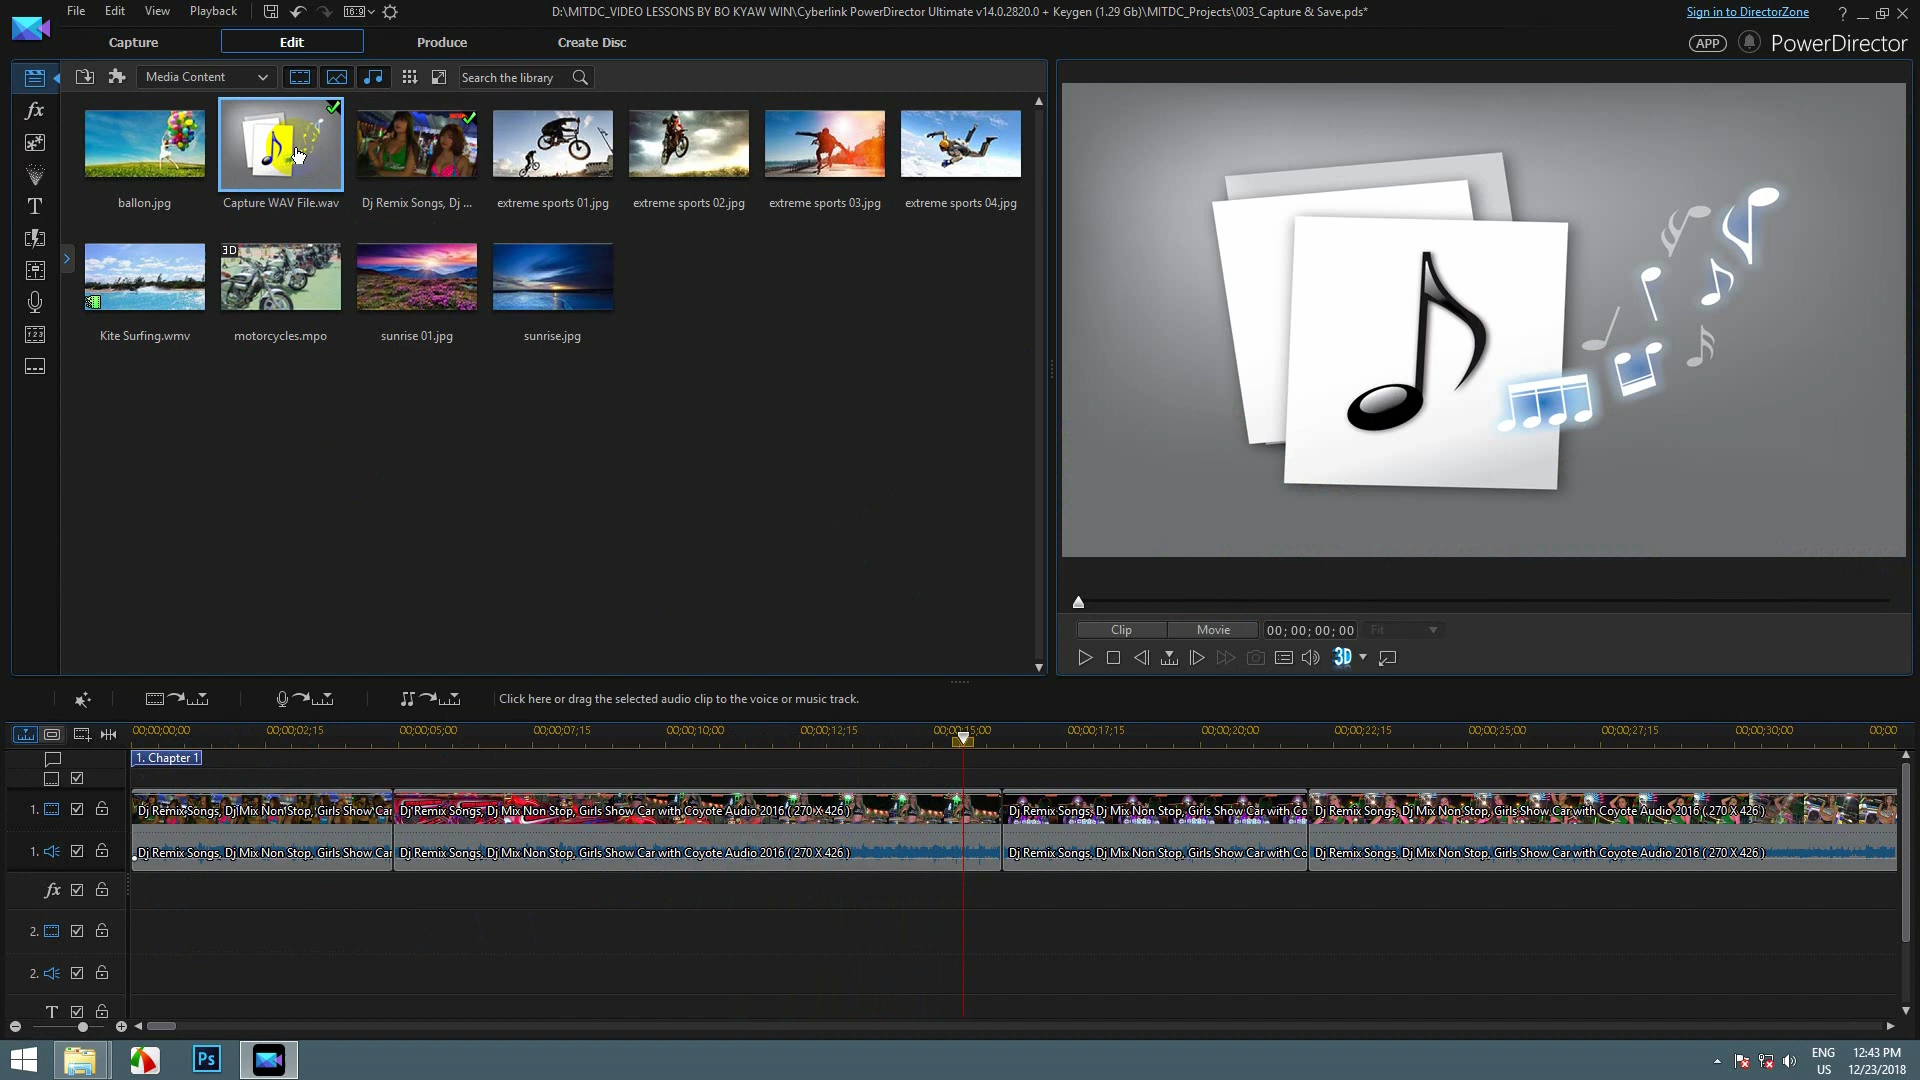 File Edit View Playback 16:9 D:\MITDC_VIDEO LESSONS BY BO KYAW WIN\Cyberlink PowerDirector Ultimate v14.0.2820.0 + Keygen (1.29 Gb)\MITDC_Projects\003_Capture & Save.pds* Sign in to DirectorZone ?
Capture Edit Produce Create Disc APP PowerDirector
Media Content Search the library
fx
T
ballon.jpg Capture WAV File.wav Dj Remix Songs, Dj ... extreme sports 01.jpg extreme sports 02.jpg extreme sports 03.jpg extreme sports 04.jpg
3D
Kite Surfing.wmv motorcycles.mpo sunrise 01.jpg sunrise.jpg
Clip Movie 00; 00; 00; 00 Fit
3D
Click here or drag the selected audio clip to the voice or music track.
00;00;00;00 00;00;02;15 00;00;05;00 00;00;07;15 00;00;10;00 00;00;12;15 00;00;15;00 00;00;17;15 00;00;20;00 00;00;22;15 00;00;25;00 00;00;27;15 00;00;30;00 00;00
1. Chapter 1
1. Dj Remix Songs, Dj Mix Non Stop, Girls Show Car Dj Remix Songs, Dj Mix Non Stop, Girls Show Car with Coyote Audio 2016 ( 270 X 426 ) Dj Remix Songs, Dj Mix Non Stop, Girls Show Car with Co Dj Remix Songs, Dj Mix Non Stop, Girls Show Car with Coyote Audio 2016 ( 270 X 426 )
1. Dj Remix Songs, Dj Mix Non Stop, Girls Show Car Dj Remix Songs, Dj Mix Non Stop, Girls Show Car with Coyote Audio 2016 ( 270 X 426 ) Dj Remix Songs, Dj Mix Non Stop, Girls Show Car with Co Dj Remix Songs, Dj Mix Non Stop, Girls Show Car with Coyote Audio 2016 ( 270 X 426 )
fx
2.
2.
T
Ps ENG 12:43 PM
US 12/23/2018